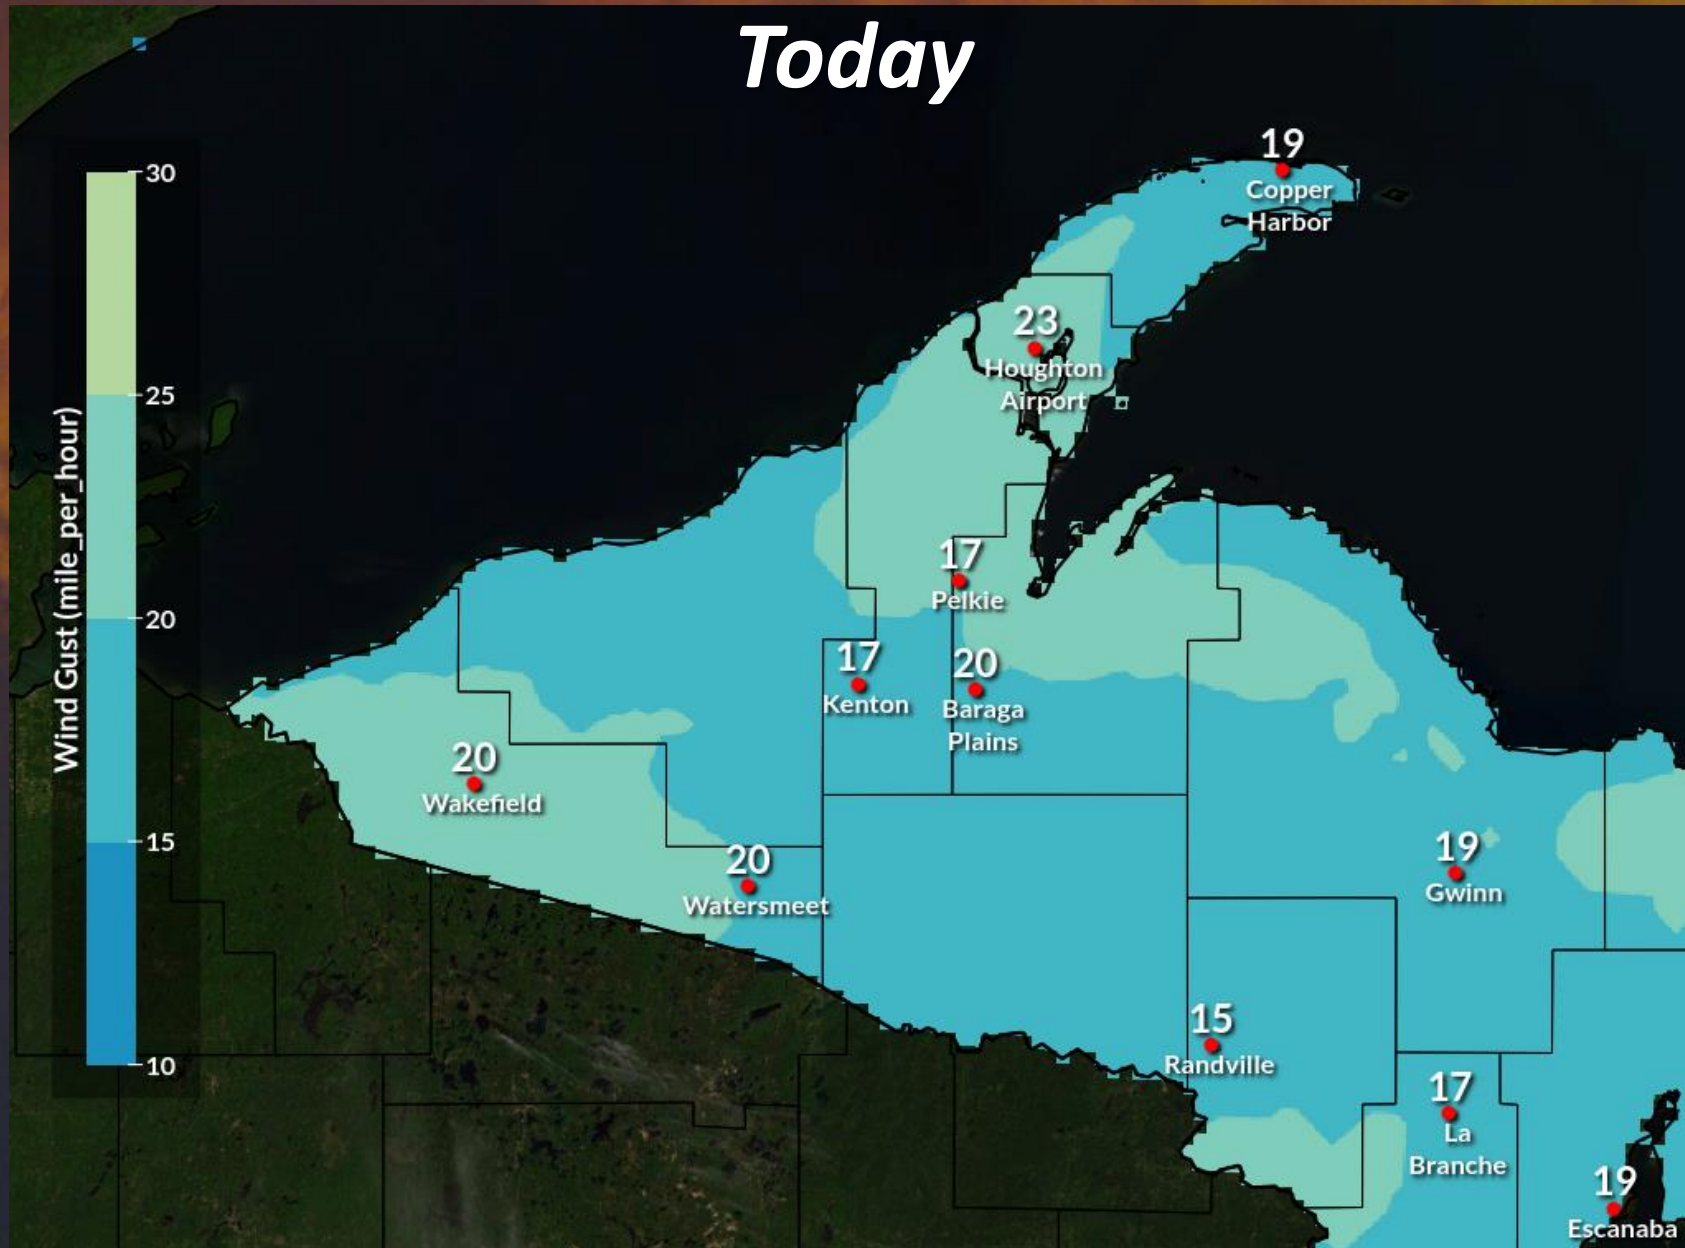 Today
30
25
20
15
10
Wind Gust (mile_per_hour)
19
Copper
Harbor
23
Houghton
Airport
17
Pelkie
17
Kenton
20
Baraga
Plains
20
Wakefield
20
Watersmeet
19
Gwinn
15
Randville
17
La
Branche
19
Escanaba